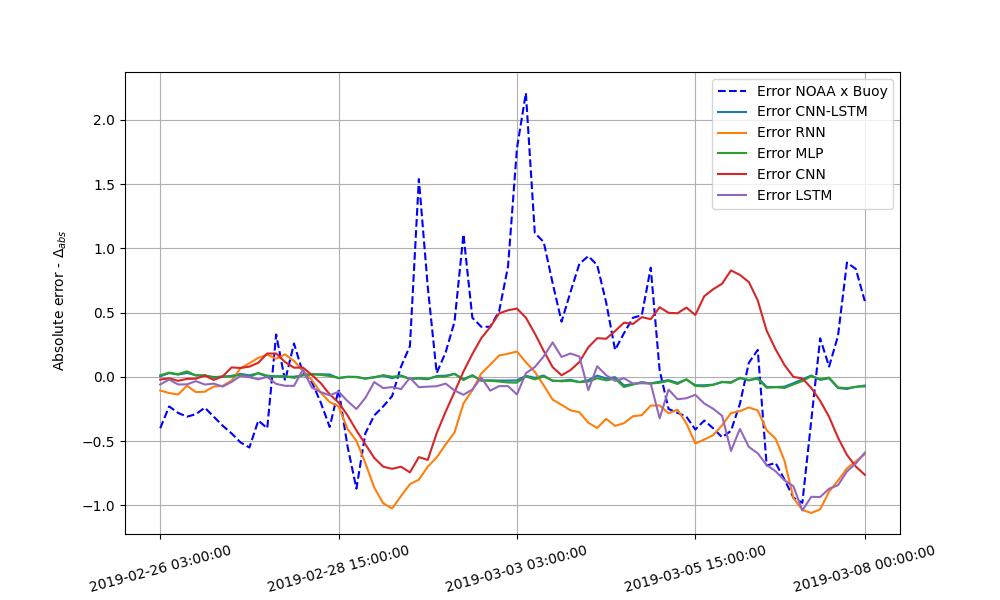 Error NOAA x Buoy
Error CNN-LSTM
Error RNN
Error MLP
Error CNN
Error LSTM
Absolute error - Δabs
2.0
1.5
1.0
0.5
0.0
−0.5
−1.0
2019-02-26 03:00:00
2019-02-28 15:00:00
2019-03-03 03:00:00
2019-03-05 15:00:00
2019-03-08 00:00:00